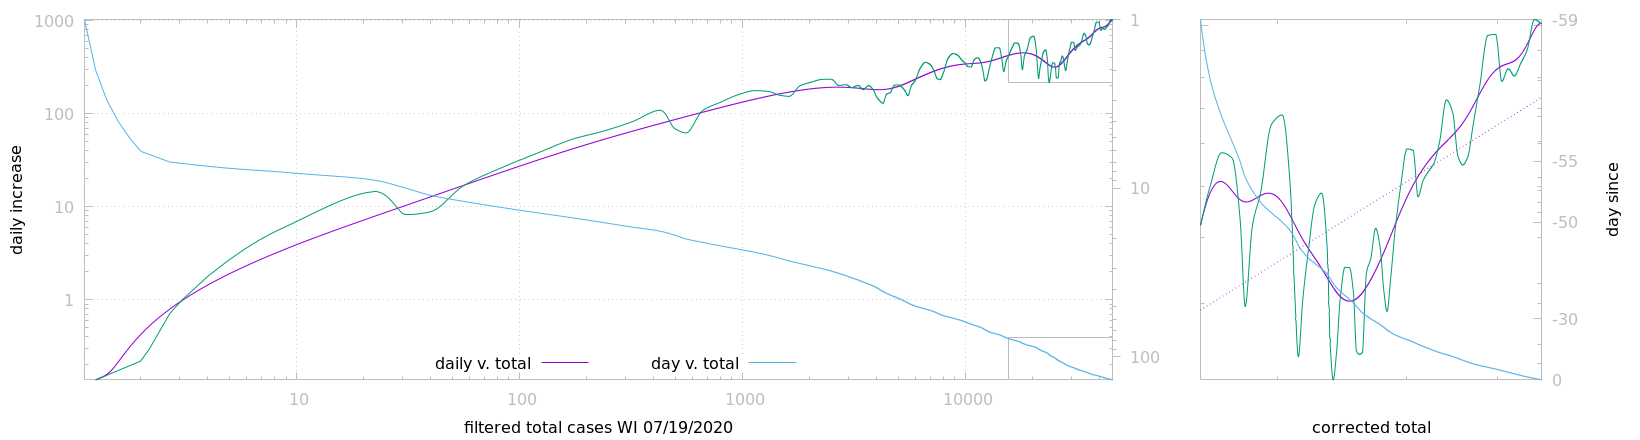 1000
100
10
1
daily increase
daily v. total
day v. total
10
100
1000
10000
filtered total cases WI 07/19/2020
1
10
100
-59
-55
-50
-30
0
day since
corrected total